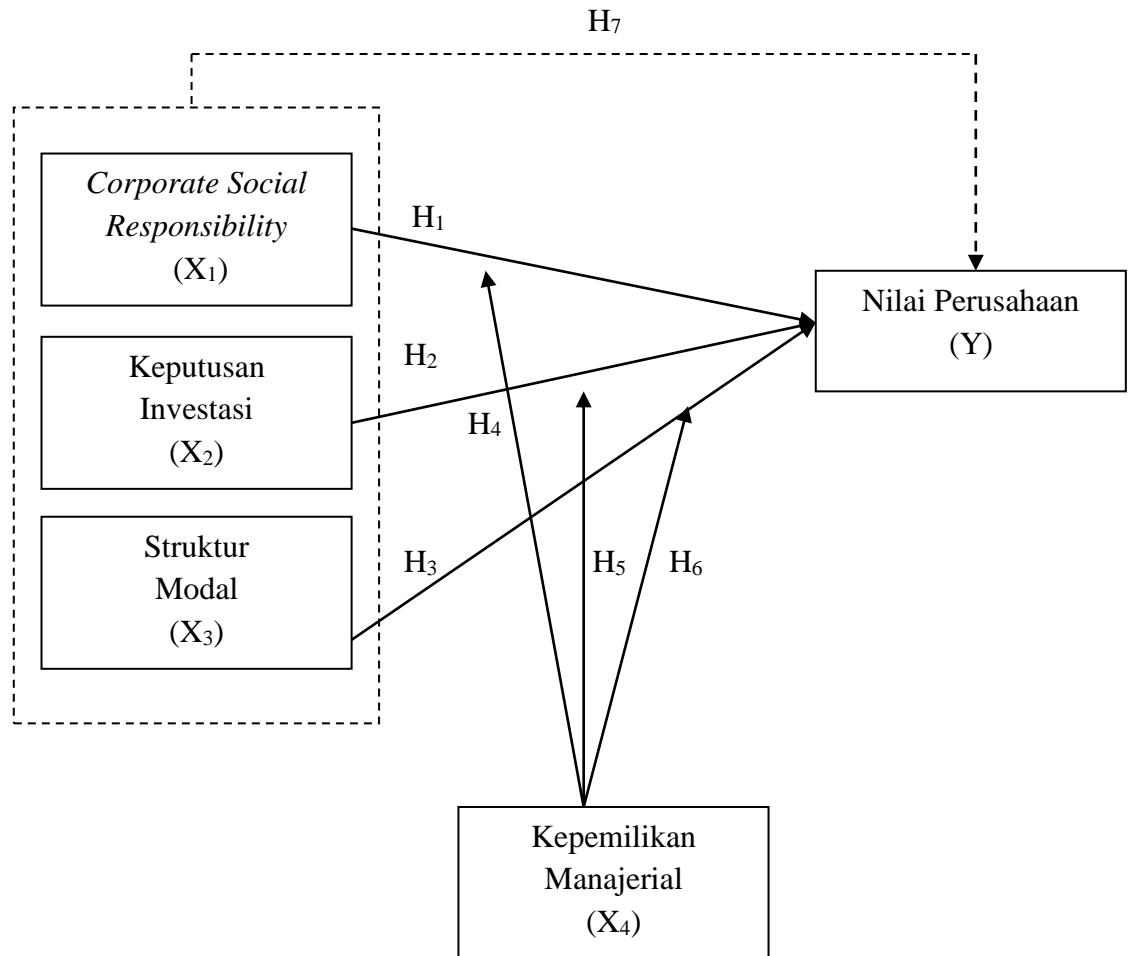 H₇
Corporate Social
Responsibility
(X₁)
H₁
Nilai Perusahaan
(Y)
Keputusan
Investasi
(X₂)
H₂
H₄
Struktur
Modal
(X₃)
H₃
H₅
H₆
Kepemilikan
Manajerial
(X₄)